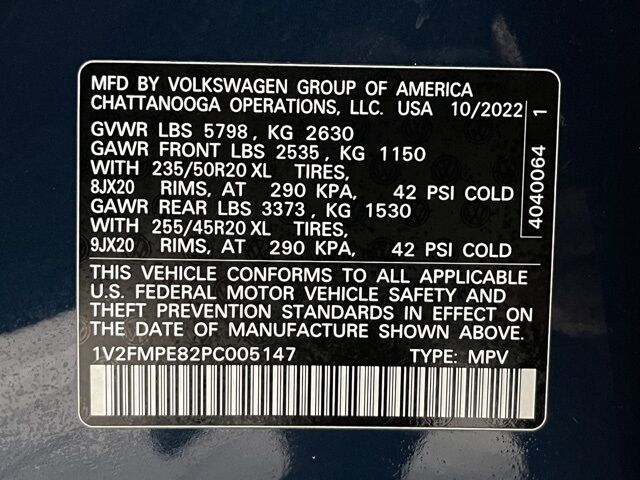 MFD BY VOLKSWAGEN GROUP OF AMERICA
CHATTANOOGA OPERATIONS, LLC. USA 10/2022
GVWR LBS 5798, KG 2630
GAWR FRONT LBS 2535, KG 1150
WITH 235/50R20 XL TIRES,
8JX20 RIMS, AT 290 KPA, 42 PSI COLD
GAWR REAR LBS 3373, KG 1530
WITH 255/45R20 XL TIRES,
9JX20 RIMS, AT 290 KPA, 42 PSI COLD
THIS VEHICLE CONFORMS TO ALL APPLICABLE
U.S. FEDERAL MOTOR VEHICLE SAFETY AND
THEFT PREVENTION STANDARDS IN EFFECT ON
THE DATE OF MANUFACTURE SHOWN ABOVE.
1V2FMPE82PC005147 TYPE: MPV
4040064 1